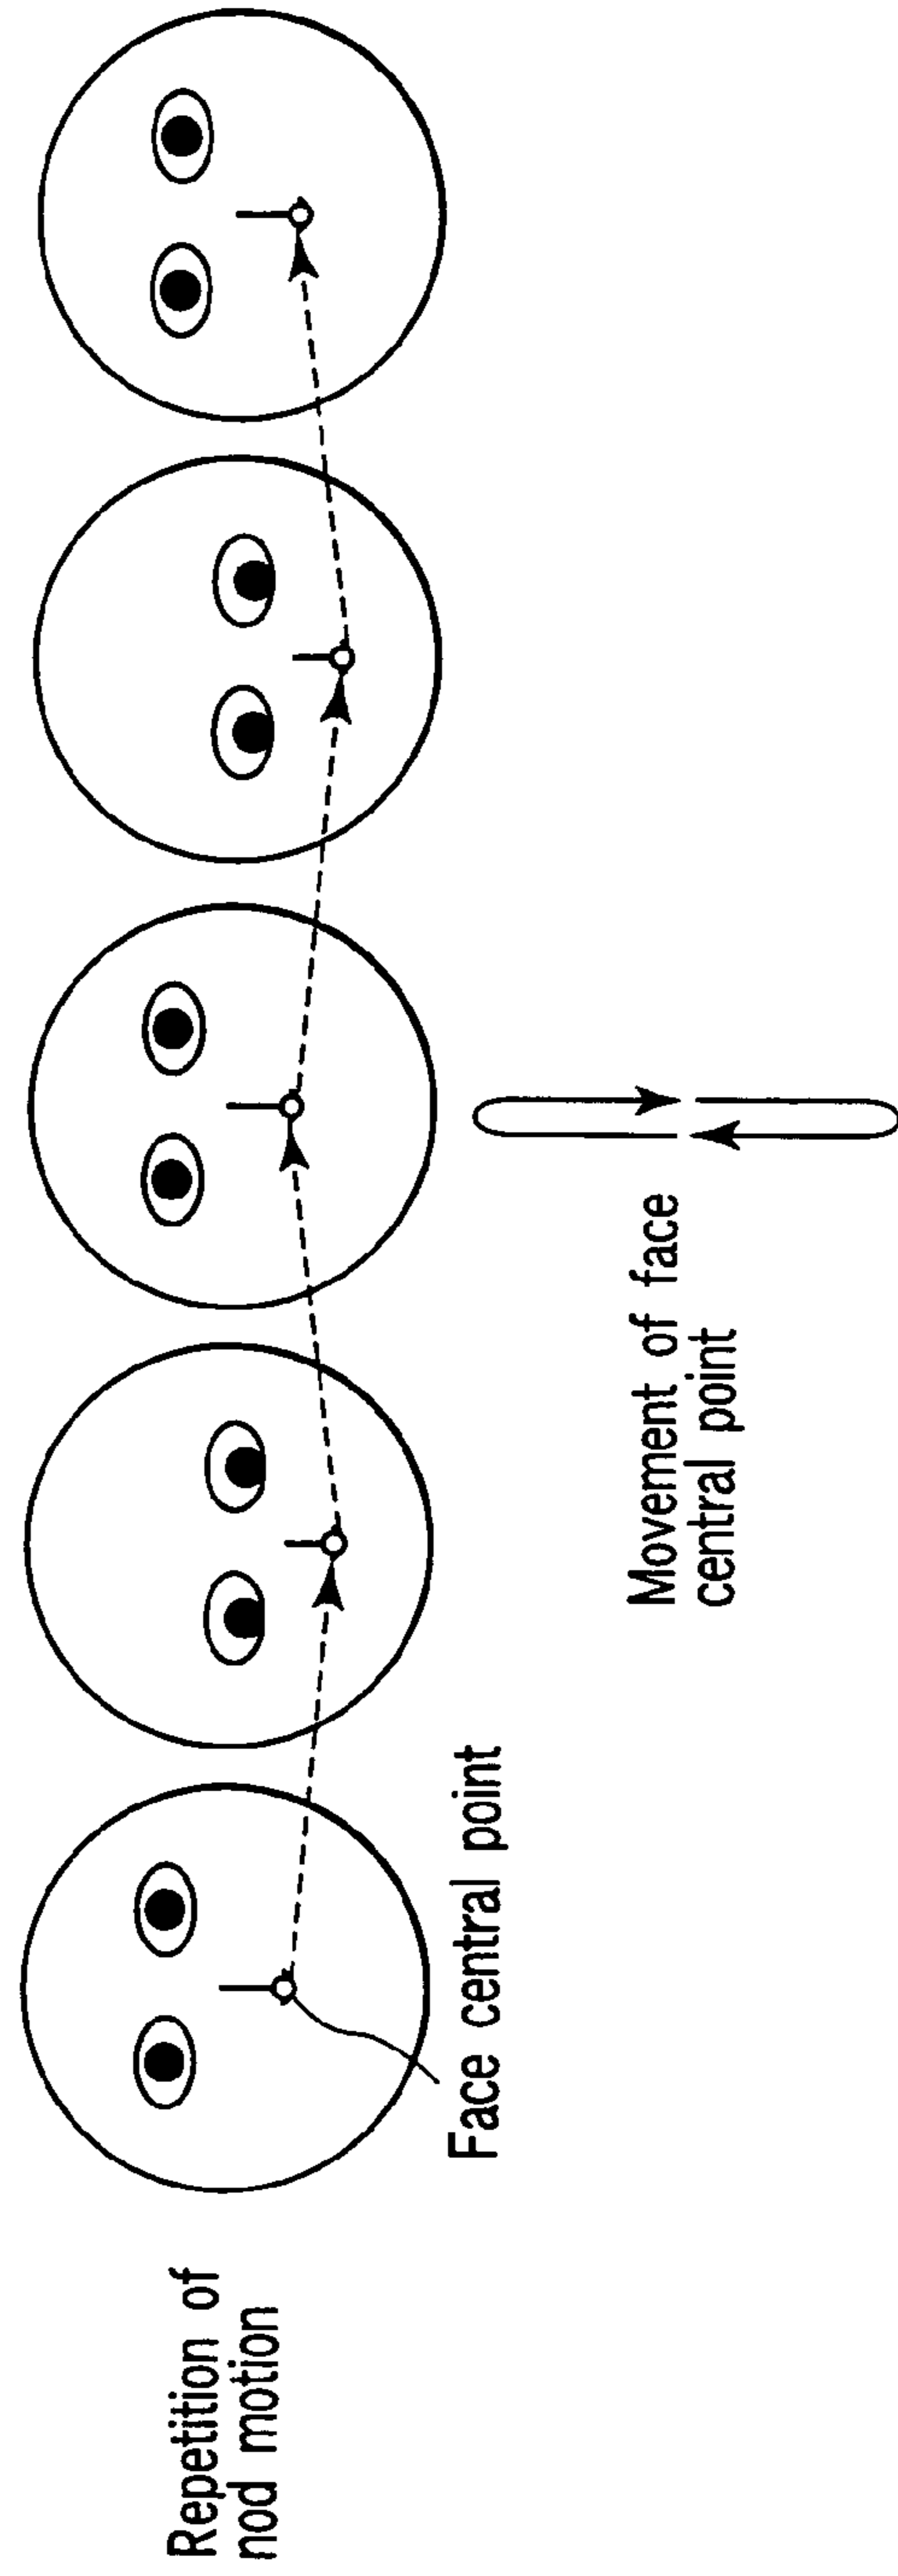 Repetition of
nod motion
Face central point
Movement of face
central point